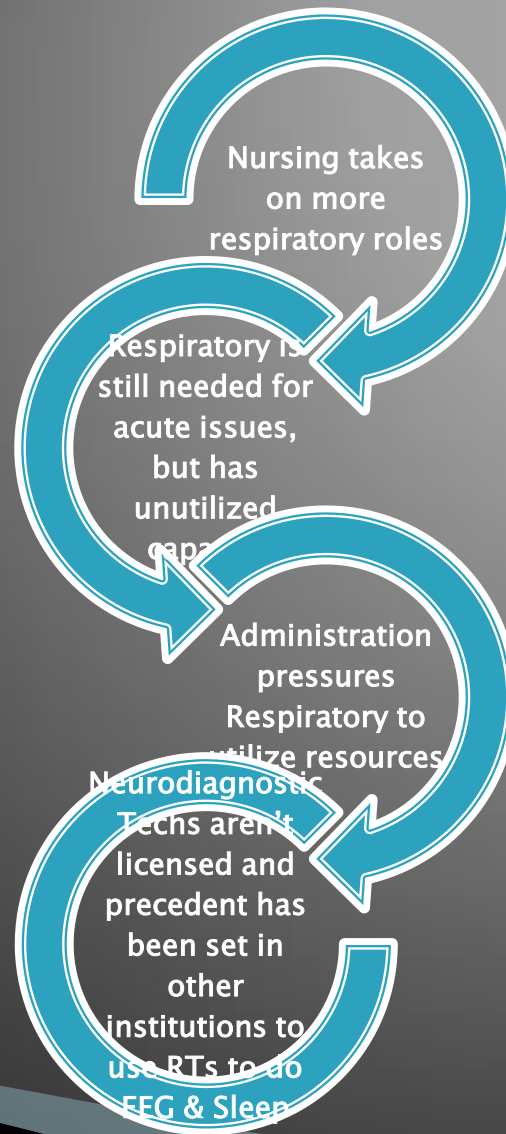 Nursing takes
on more
respiratory roles
Respiratory is
still needed for
acute issues,
but has
unutilized
Administration
pressures
Respiratory to
utilize resources
Neurodiagnostic
Techs aren't
licensed and
precedent has
been set in
other
institutions to
use RTs to do
EEG & Sleep